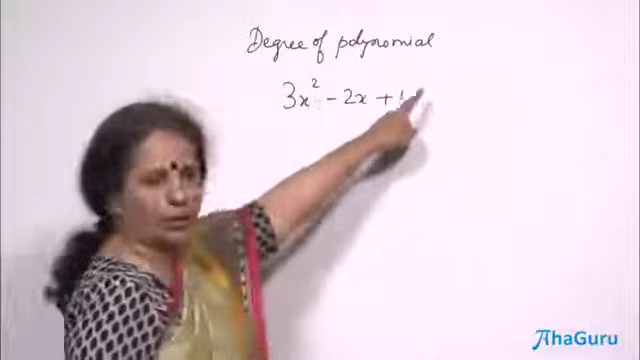 Degree of polynomial
3x² - 2x +
AhaGuru